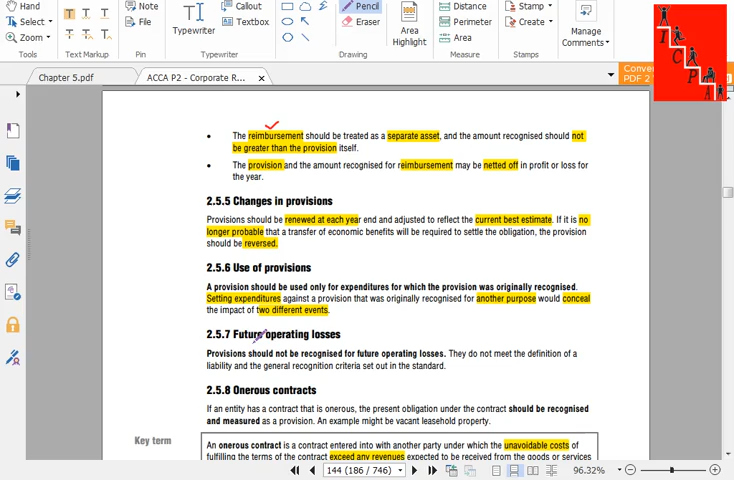 Hand
Select
Zoom
Tools
T T T
T T T
Text Markup
Note
File
Pin
Typewriter
Callout
Textbox
Typewriter
Pencil
Eraser
Drawing
Area
Highlight
Distance
Perimeter
Area
Measure
Stamp
Create
Stamps
Manage
Comments
I
C
P
A
Chapter 5.pdf
ACCA P2 - Corporate R...
Conver
PDF 2
• The reimbursement should be treated as a separate asset, and the amount recognised should not
be greater than the provision itself.
• The provision and the amount recognised for reimbursement may be netted off in profit or loss for
the year.
2.5.5 Changes in provisions
Provisions should be renewed at each year end and adjusted to reflect the current best estimate. If it is no
longer probable that a transfer of economic benefits will be required to settle the obligation, the provision
should be reversed.
2.5.6 Use of provisions
A provision should be used only for expenditures for which the provision was originally recognised.
Setting expenditures against a provision that was originally recognised for another purpose would conceal
the impact of two different events.
2.5.7 Future operating losses
Provisions should not be recognised for future operating losses. They do not meet the definition of a
liability and the general recognition criteria set out in the standard.
2.5.8 Onerous contracts
If an entity has a contract that is onerous, the present obligation under the contract should be recognised
and measured as a provision. An example might be vacant leasehold property.
Key term
An onerous contract is a contract entered into with another party under which the unavoidable costs of
fulfilling the terms of the contract exceed any revenues expected to be received from the goods or services
144 (186 / 746)
96.32%